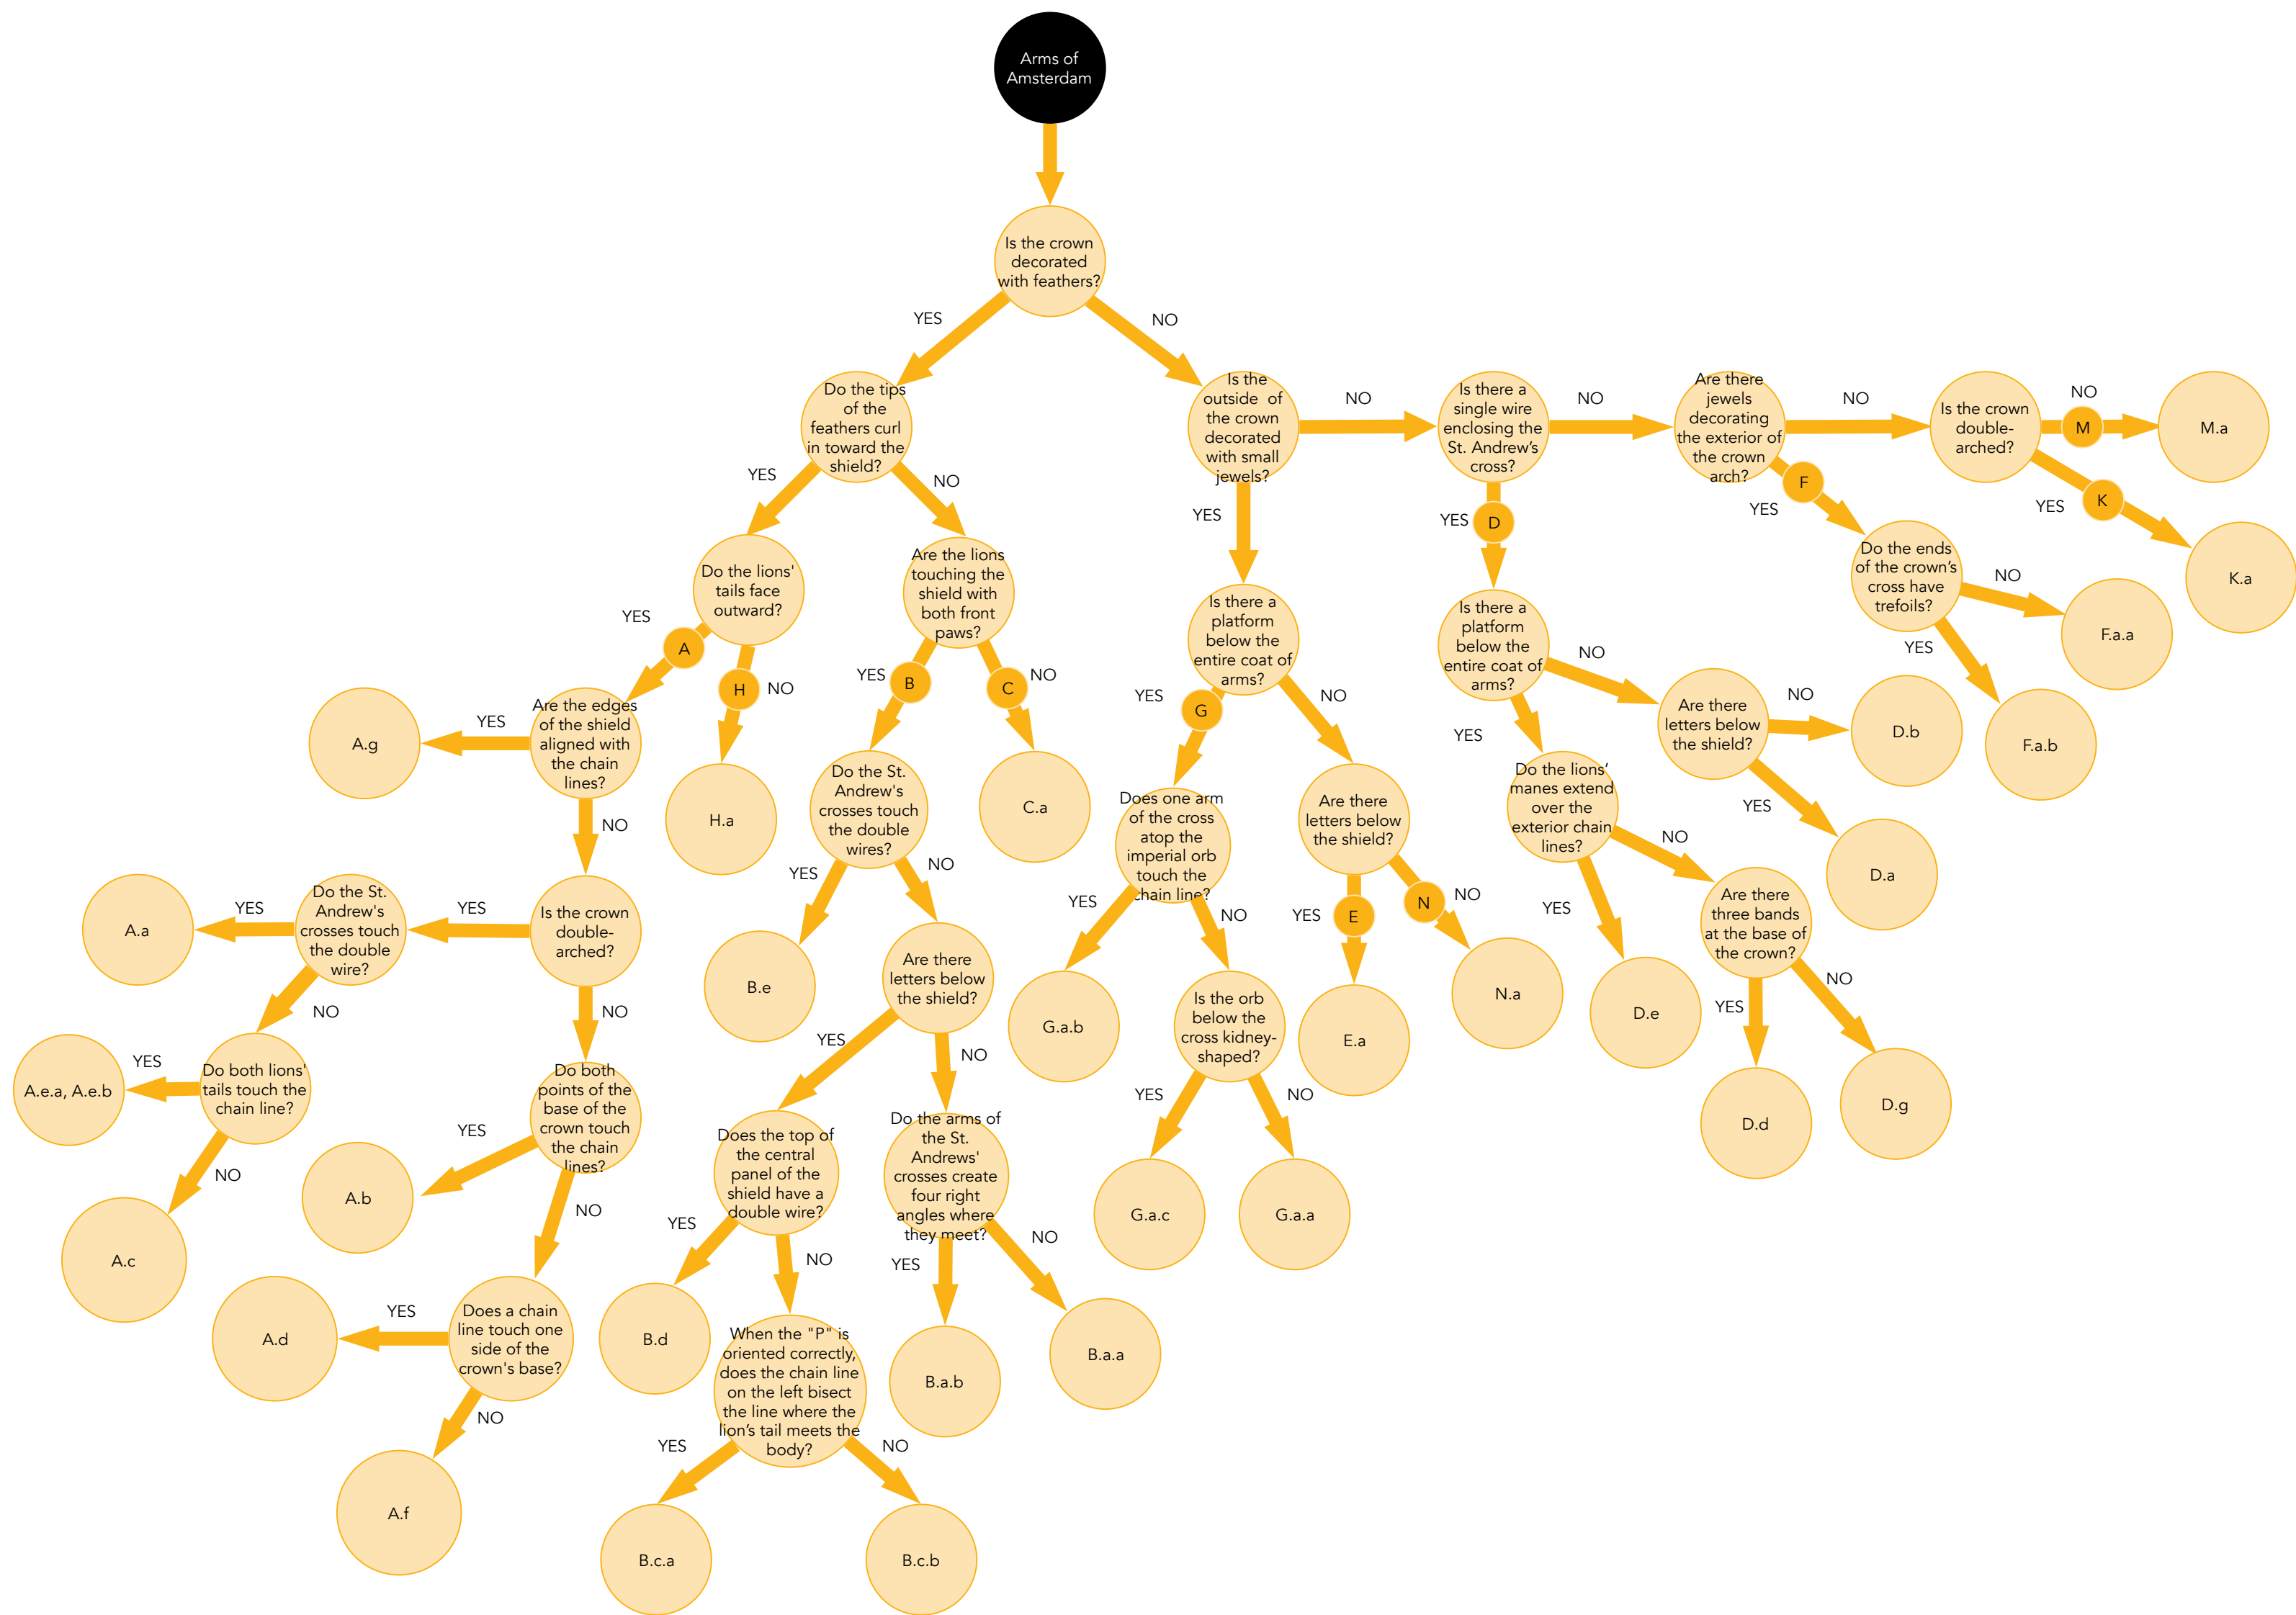 Arms of
Amsterdam
Is the crown
decorated
with feathers?
YES
NO
Do the tips
of the
feathers curl
in toward the
shield?
Is the
outside of
the crown
decorated
with small
jewels?
NO
Is there a
single wire
enclosing the
St. Andrew's
cross?
NO
Are there
jewels
decorating
the exterior of
the crown
arch?
NO
Is the crown
double-
arched?
NO
M
M.a
YES
K
K.a
YES
F
Do the ends
of the crown's
cross have
trefoils?
NO
F.a.a
YES
F.a.b
YES
D
Is there a
platform
below the
entire coat of
arms?
NO
Are there
letters below
the shield?
NO
D.b
YES
D.a
YES
Do the lions'
manes extend
over the
exterior chain
lines?
NO
Are there
three bands
at the base of
the crown?
YES
D.e
YES
D.d
NO
D.g
YES
Is there a
platform
below the
entire coat of
arms?
YES
G
NO
Does one arm
of the cross
atop the
imperial orb
touch the
chain line?
Are there
letters below
the shield?
YES
E
N
NO
E.a
N.a
YES
NO
G.a.b
Is the orb
below the
cross kidney-
shaped?
YES
NO
G.a.c
G.a.a
YES
NO
Do the lions'
tails face
outward?
Are the lions
touching the
shield with
both front
paws?
YES
A
H
NO
YES
B
C
NO
H.a
C.a
Are the edges
of the shield
aligned with
the chain
lines?
YES
A.g
NO
Is the crown
double-
arched?
YES
Do the St.
Andrew's
crosses touch
the double
wire?
YES
A.a
NO
Do both lions'
tails touch the
chain line?
YES
A.e.a, A.e.b
NO
A.c
NO
Do both
points of the
base of the
crown touch
the chain
lines?
YES
A.b
NO
Does a chain
line touch one
side of the
crown's base?
YES
A.d
NO
A.f
Do the St.
Andrew's
crosses touch
the double
wires?
YES
B.e
NO
Are there
letters below
the shield?
YES
NO
Does the top of
the central
panel of the
shield have a
double wire?
Do the arms of
the St.
Andrews'
crosses create
four right
angles where
they meet?
YES
B.d
NO
YES
B.a.b
NO
B.a.a
When the "P" is
oriented correctly,
does the chain line
on the left bisect
the line where the
lion's tail meets the
body?
YES
NO
B.c.a
B.c.b